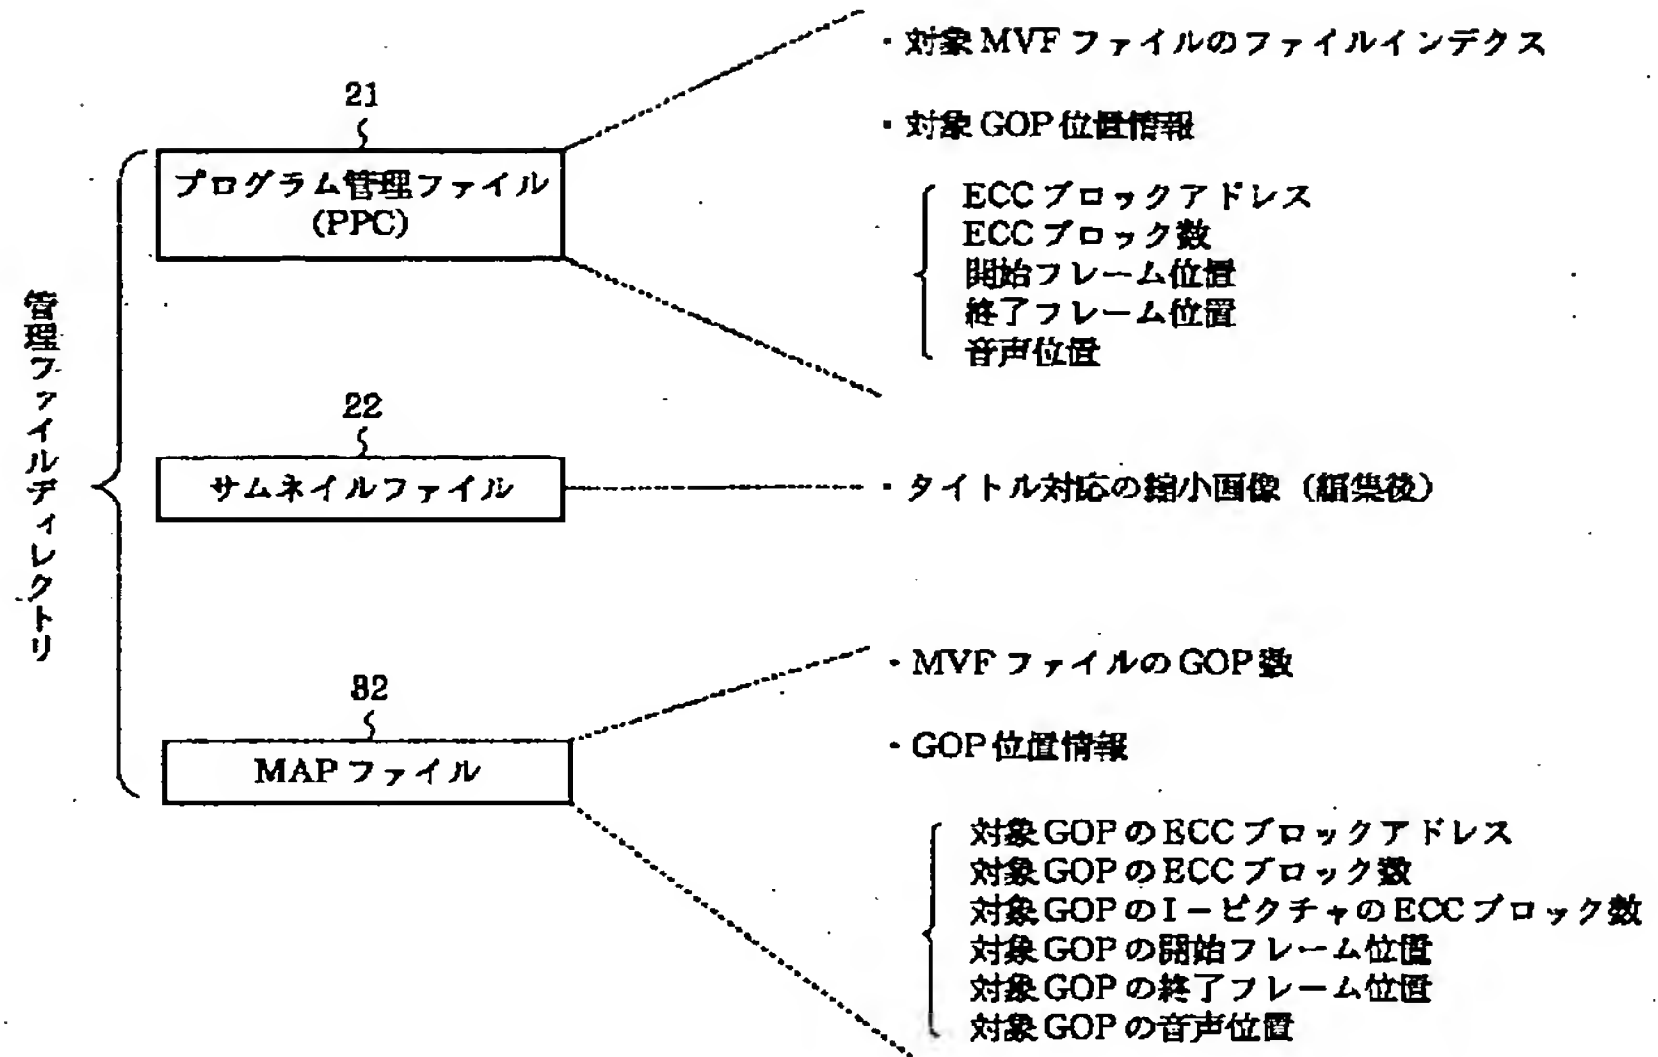 管理ファイルディレクトリ
21
プログラム管理ファイル
(PPC)
・対象MVFファイルのファイルインデクス
・対象GOP位置情報
ECCブロックアドレス
ECCブロック数
開始フレーム位置
終了フレーム位置
音声位置
22
サムネイルファイル
・タイトル対応の縮小画像（編集後）
32
MAPファイル
・MVFファイルのGOP数
・GOP位置情報
対象GOPのECCブロックアドレス
対象GOPのECCブロック数
対象GOPのI－ピクチャのECCブロック数
対象GOPの開始フレーム位置
対象GOPの終了フレーム位置
対象GOPの音声位置